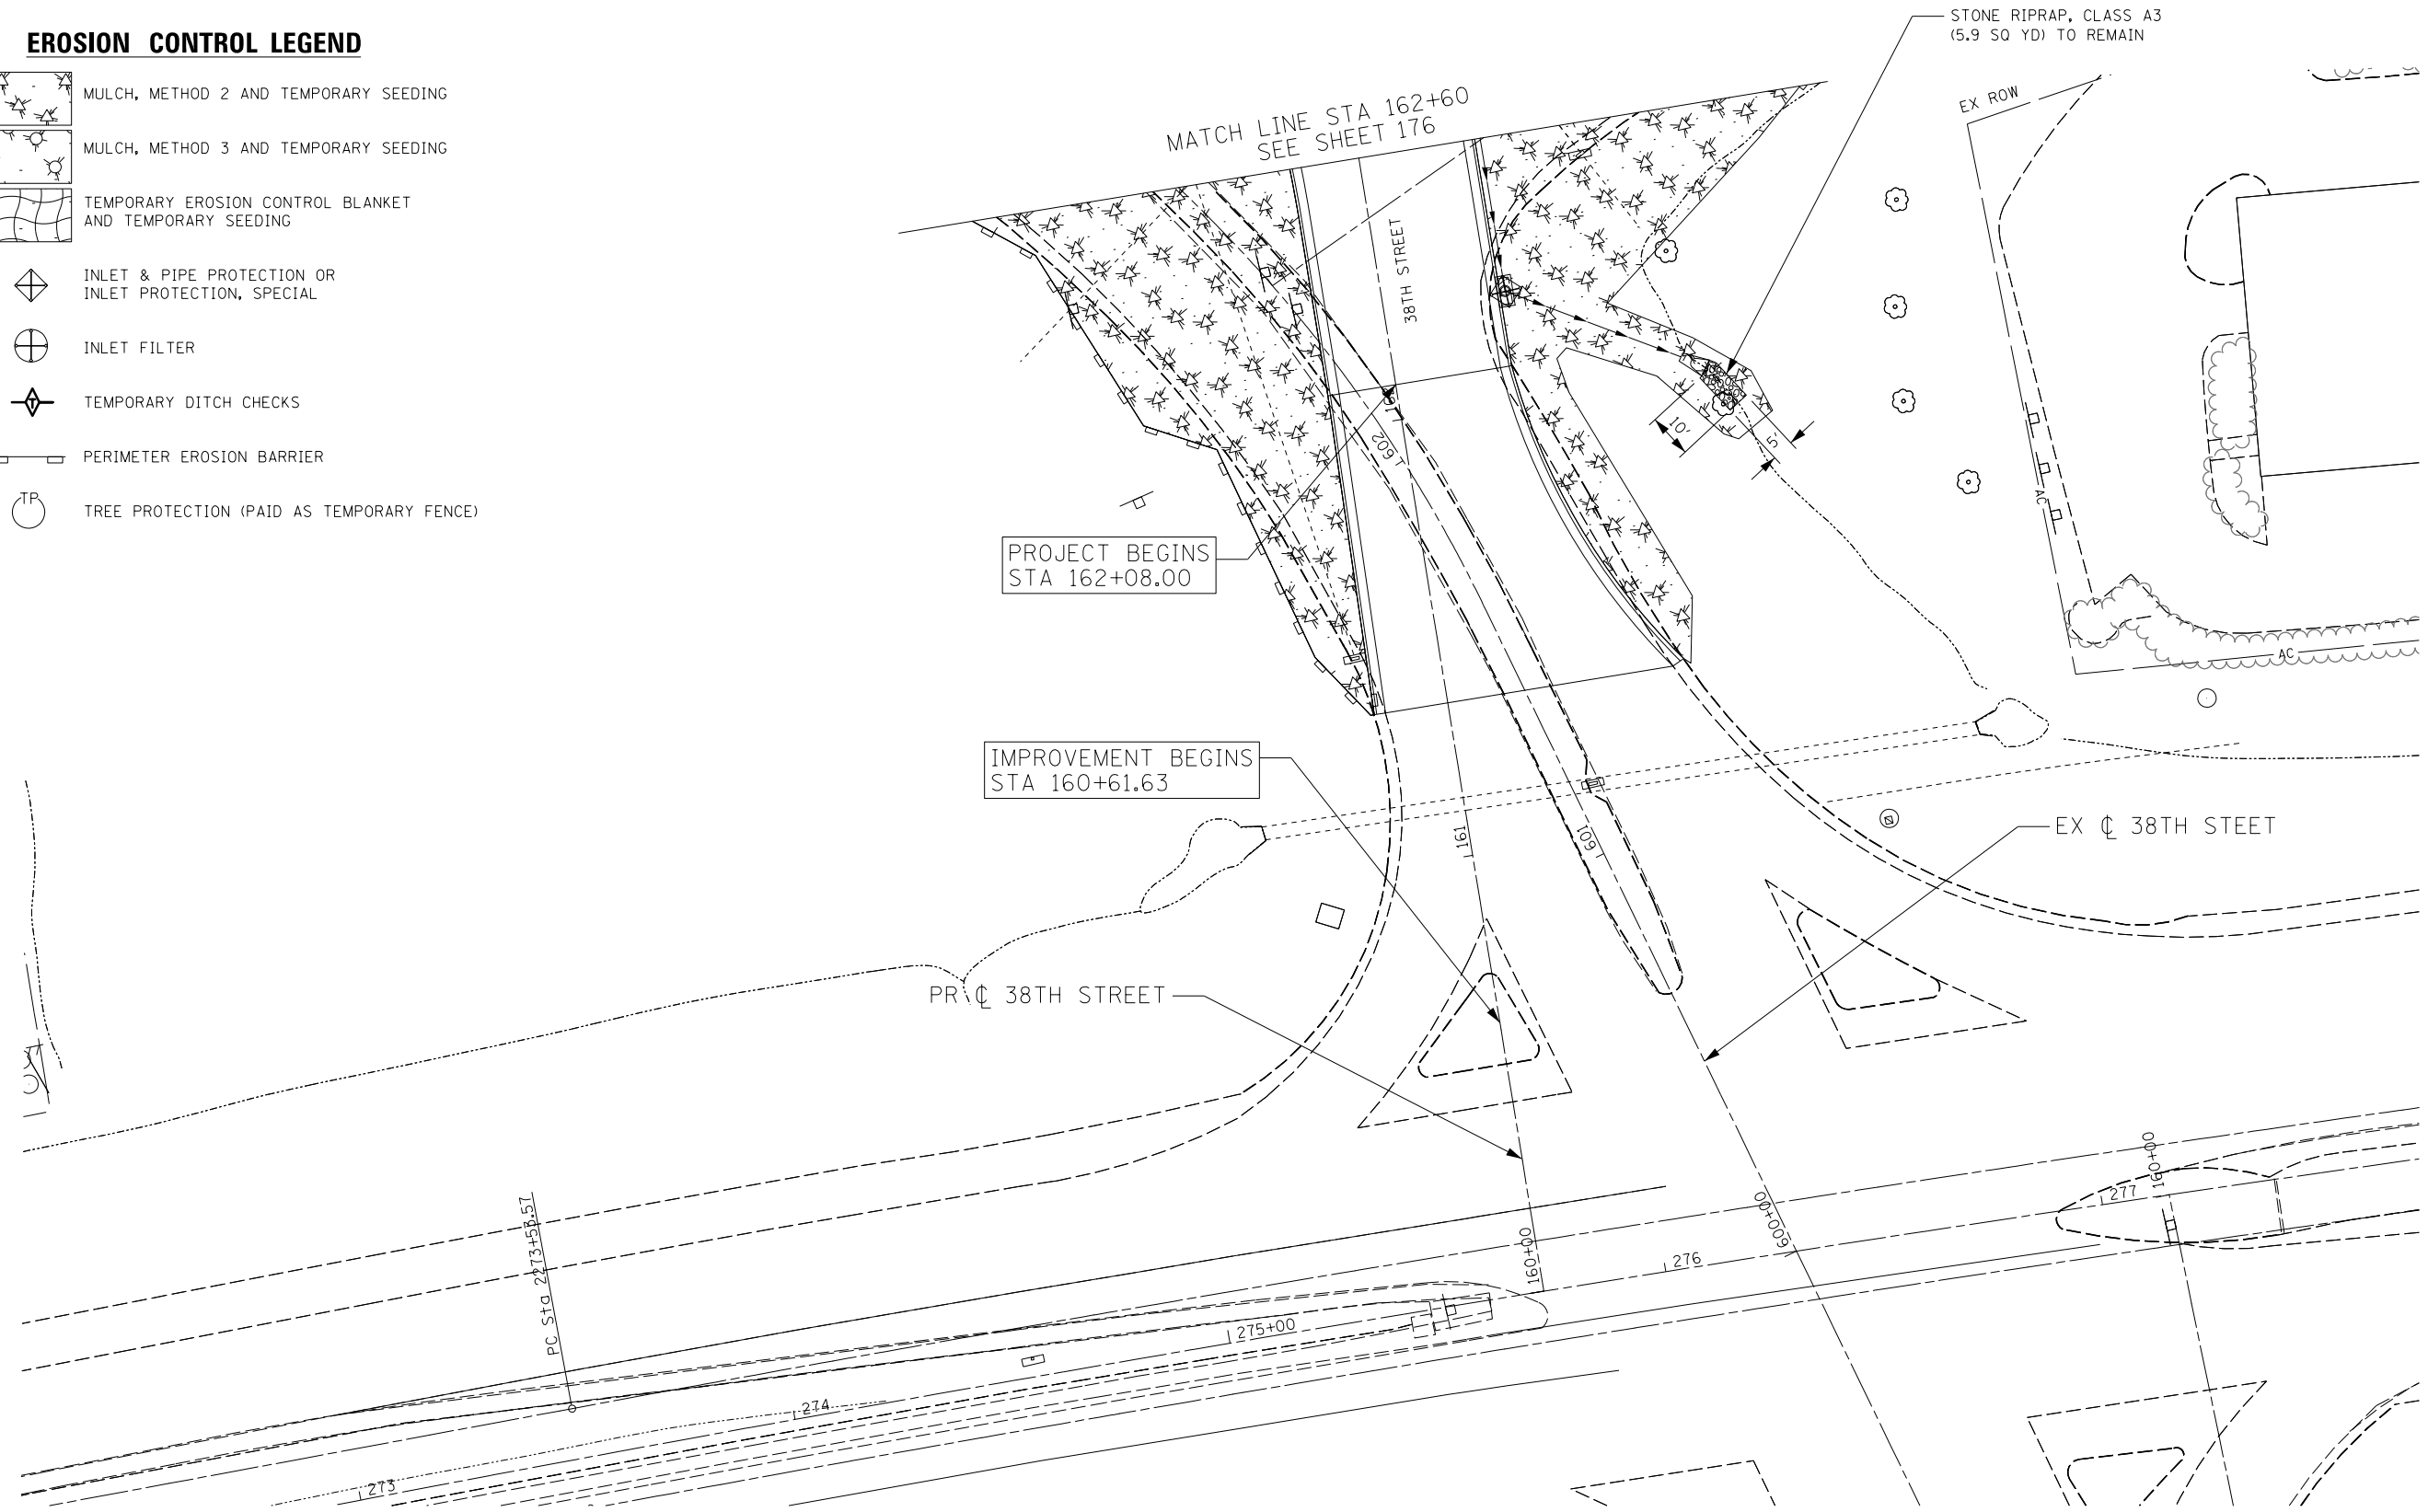 EROSION CONTROL LEGEND
MULCH, METHOD 2 AND TEMPORARY SEEDING
MULCH, METHOD 3 AND TEMPORARY SEEDING
TEMPORARY EROSION CONTROL BLANKET
AND TEMPORARY SEEDING
INLET & PIPE PROTECTION OR
INLET PROTECTION, SPECIAL
INLET FILTER
T
TEMPORARY DITCH CHECKS
PERIMETER EROSION BARRIER
TP
TREE PROTECTION (PAID AS TEMPORARY FENCE)
STONE RIPRAP, CLASS A3
(5.9 SQ YD) TO REMAIN
MATCH LINE STA 162+60
SEE SHEET 176
EX ROW
38TH STREET
602
10'
5'
AC
AC
PROJECT BEGINS
STA 162+08.00
IMPROVEMENT BEGINS
STA 160+61.63
161
601
EX ℄ 38TH STEET
PR ℄ 38TH STREET
PC Sta 2273+53.57
160+00
600+00
160+00
277
276
275+00
274
273